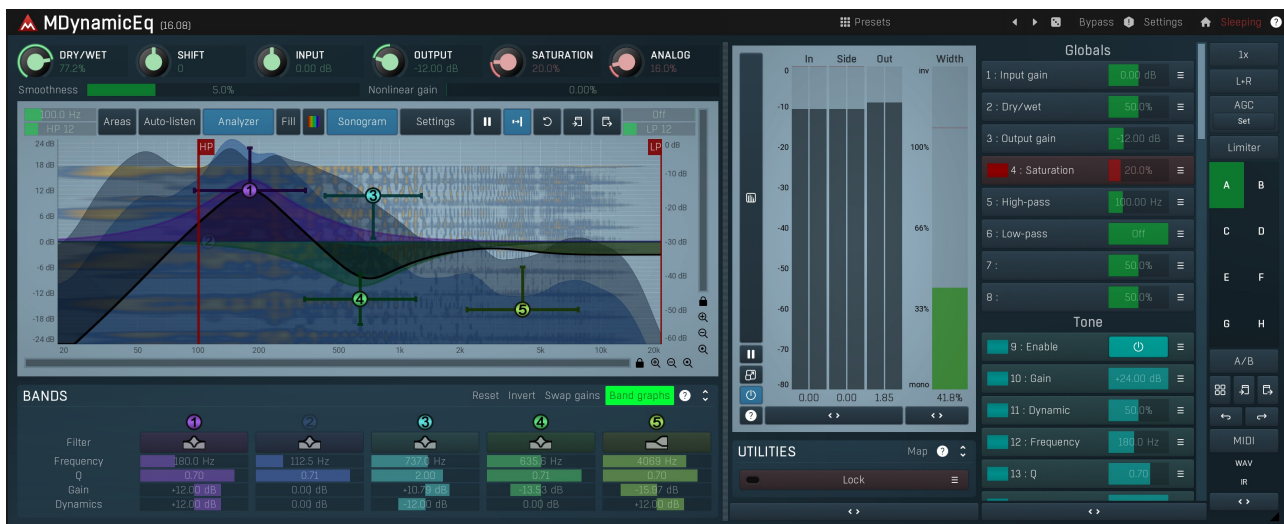 MDynamicEq (16.08)
Presets
Bypass Settings Sleeping ?
DRY/WET
77.2%
SHIFT
0
INPUT
0.00 dB
OUTPUT
-12.00 dB
SATURATION
20.0%
ANALOG
16.0%
Smoothness 5.0% Nonlinear gain 0.00%
100.0 Hz
HP 12
Areas Auto-listen Analyzer Fill Sonogram Settings
Off
LP 12
HP LP
24 dB
18 dB
12 dB
6 dB
0 dB
-6 dB
-12 dB
-18 dB
-24 dB
0 dB
-10 dB
-20 dB
-30 dB
-40 dB
-50 dB
-60 dB
1
2
3
4
5
20 50 100 200 500 1k 2k 5k 10k 20k
BANDS Reset Invert Swap gains Band graphs ?
1 2 3 4 5
Filter
Frequency 180.0 Hz 112.5 Hz 737.0 Hz 635.6 Hz 4069 Hz
Q 0.70 0.71 2.00 0.71 0.70
Gain +12.00 dB 0.00 dB +10.79 dB -13.53 dB -15.97 dB
Dynamics +12.00 dB 0.00 dB -12.00 dB 0.00 dB +12.00 dB
In Side Out Width
0
-10
-20
-30
-40
-50
-60
-70
-80
inv
100%
66%
33%
mono
0.00 0.00 1.85 41.8%
?
UTILITIES Map ?
Lock
Globals
1 : Input gain 0.00 dB
2 : Dry/wet 50.0%
3 : Output gain -12.00 dB
4 : Saturation 20.0%
5 : High-pass 100.00 Hz
6 : Low-pass Off
7 : 50.0%
8 : 50.0%
Tone
9 : Enable
10 : Gain +24.00 dB
11 : Dynamic 50.0%
12 : Frequency 180.0 Hz
13 : Q 0.70
1x
L+R
AGC
Set
Limiter
A B
C D
E F
G H
A/B
MIDI
WAV
IR